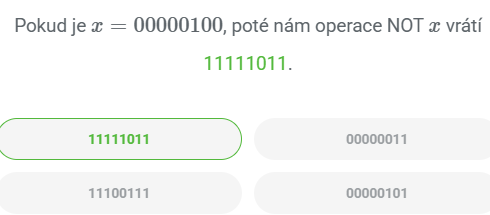 Pokud je x = 00000100, poté nám operace NOT x vrátí
11111011.
11111011 00000011
11100111 00000101